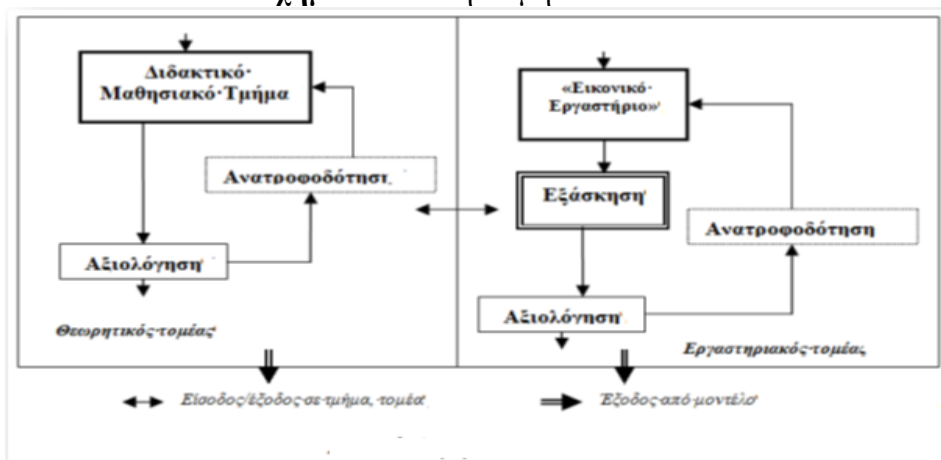 Διδακτικό·
Μαθησιακό·Τμήμα
Ανατροφοδότησι
Αξιολόγηση
Θεωρητικός·τομέας
«Εικονικό·
Εργαστήριο»
Εξάσκηση
Ανατροφοδότηση
Αξιολόγηση
Εργαστηριακός·τομέας
Είσοδος/έξοδος·σε·τμήμα,·τομέα
Έξοδος·από·μοντέλο